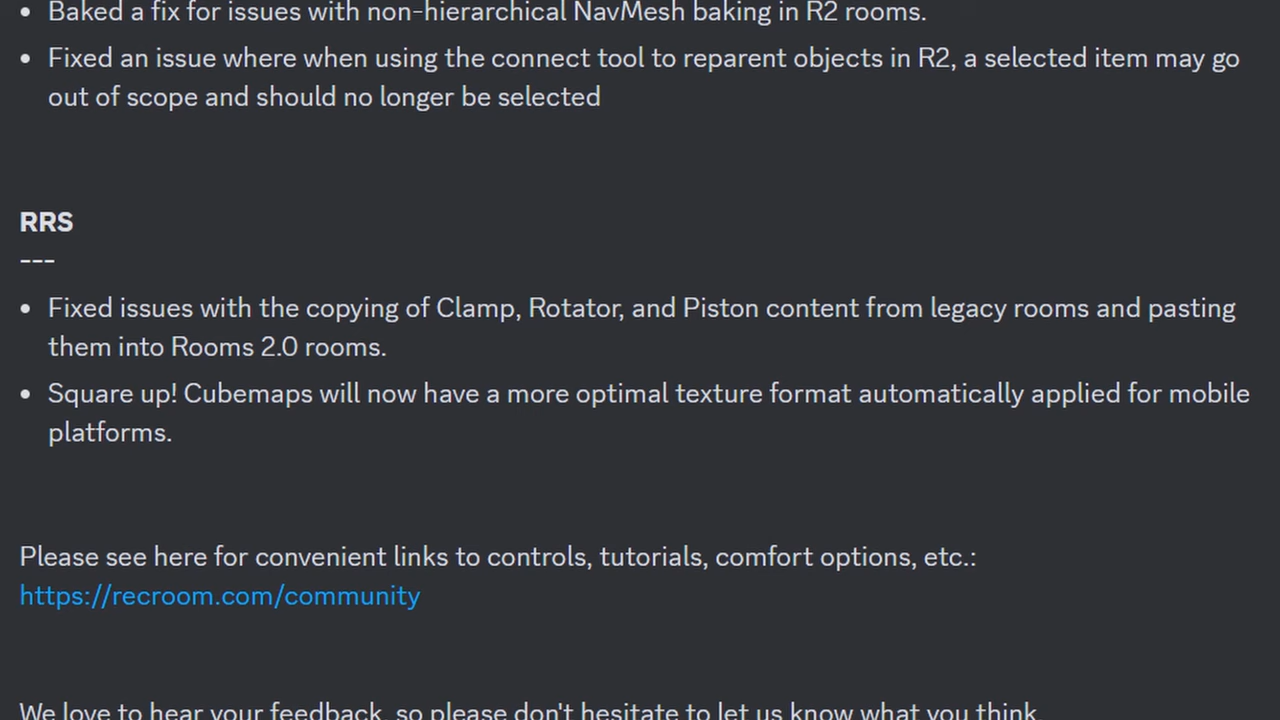 • Baked a fix for issues with non-hierarchical NavMesh baking in R2 rooms.
• Fixed an issue where when using the connect tool to reparent objects in R2, a selected item may go
out of scope and should no longer be selected
RRS
---
• Fixed issues with the copying of Clamp, Rotator, and Piston content from legacy rooms and pasting
them into Rooms 2.0 rooms.
• Square up! Cubemaps will now have a more optimal texture format automatically applied for mobile
platforms.
Please see here for convenient links to controls, tutorials, comfort options, etc.:
https://recroom.com/community
We love to hear your feedback, so please don't hesitate to let us know what you think.